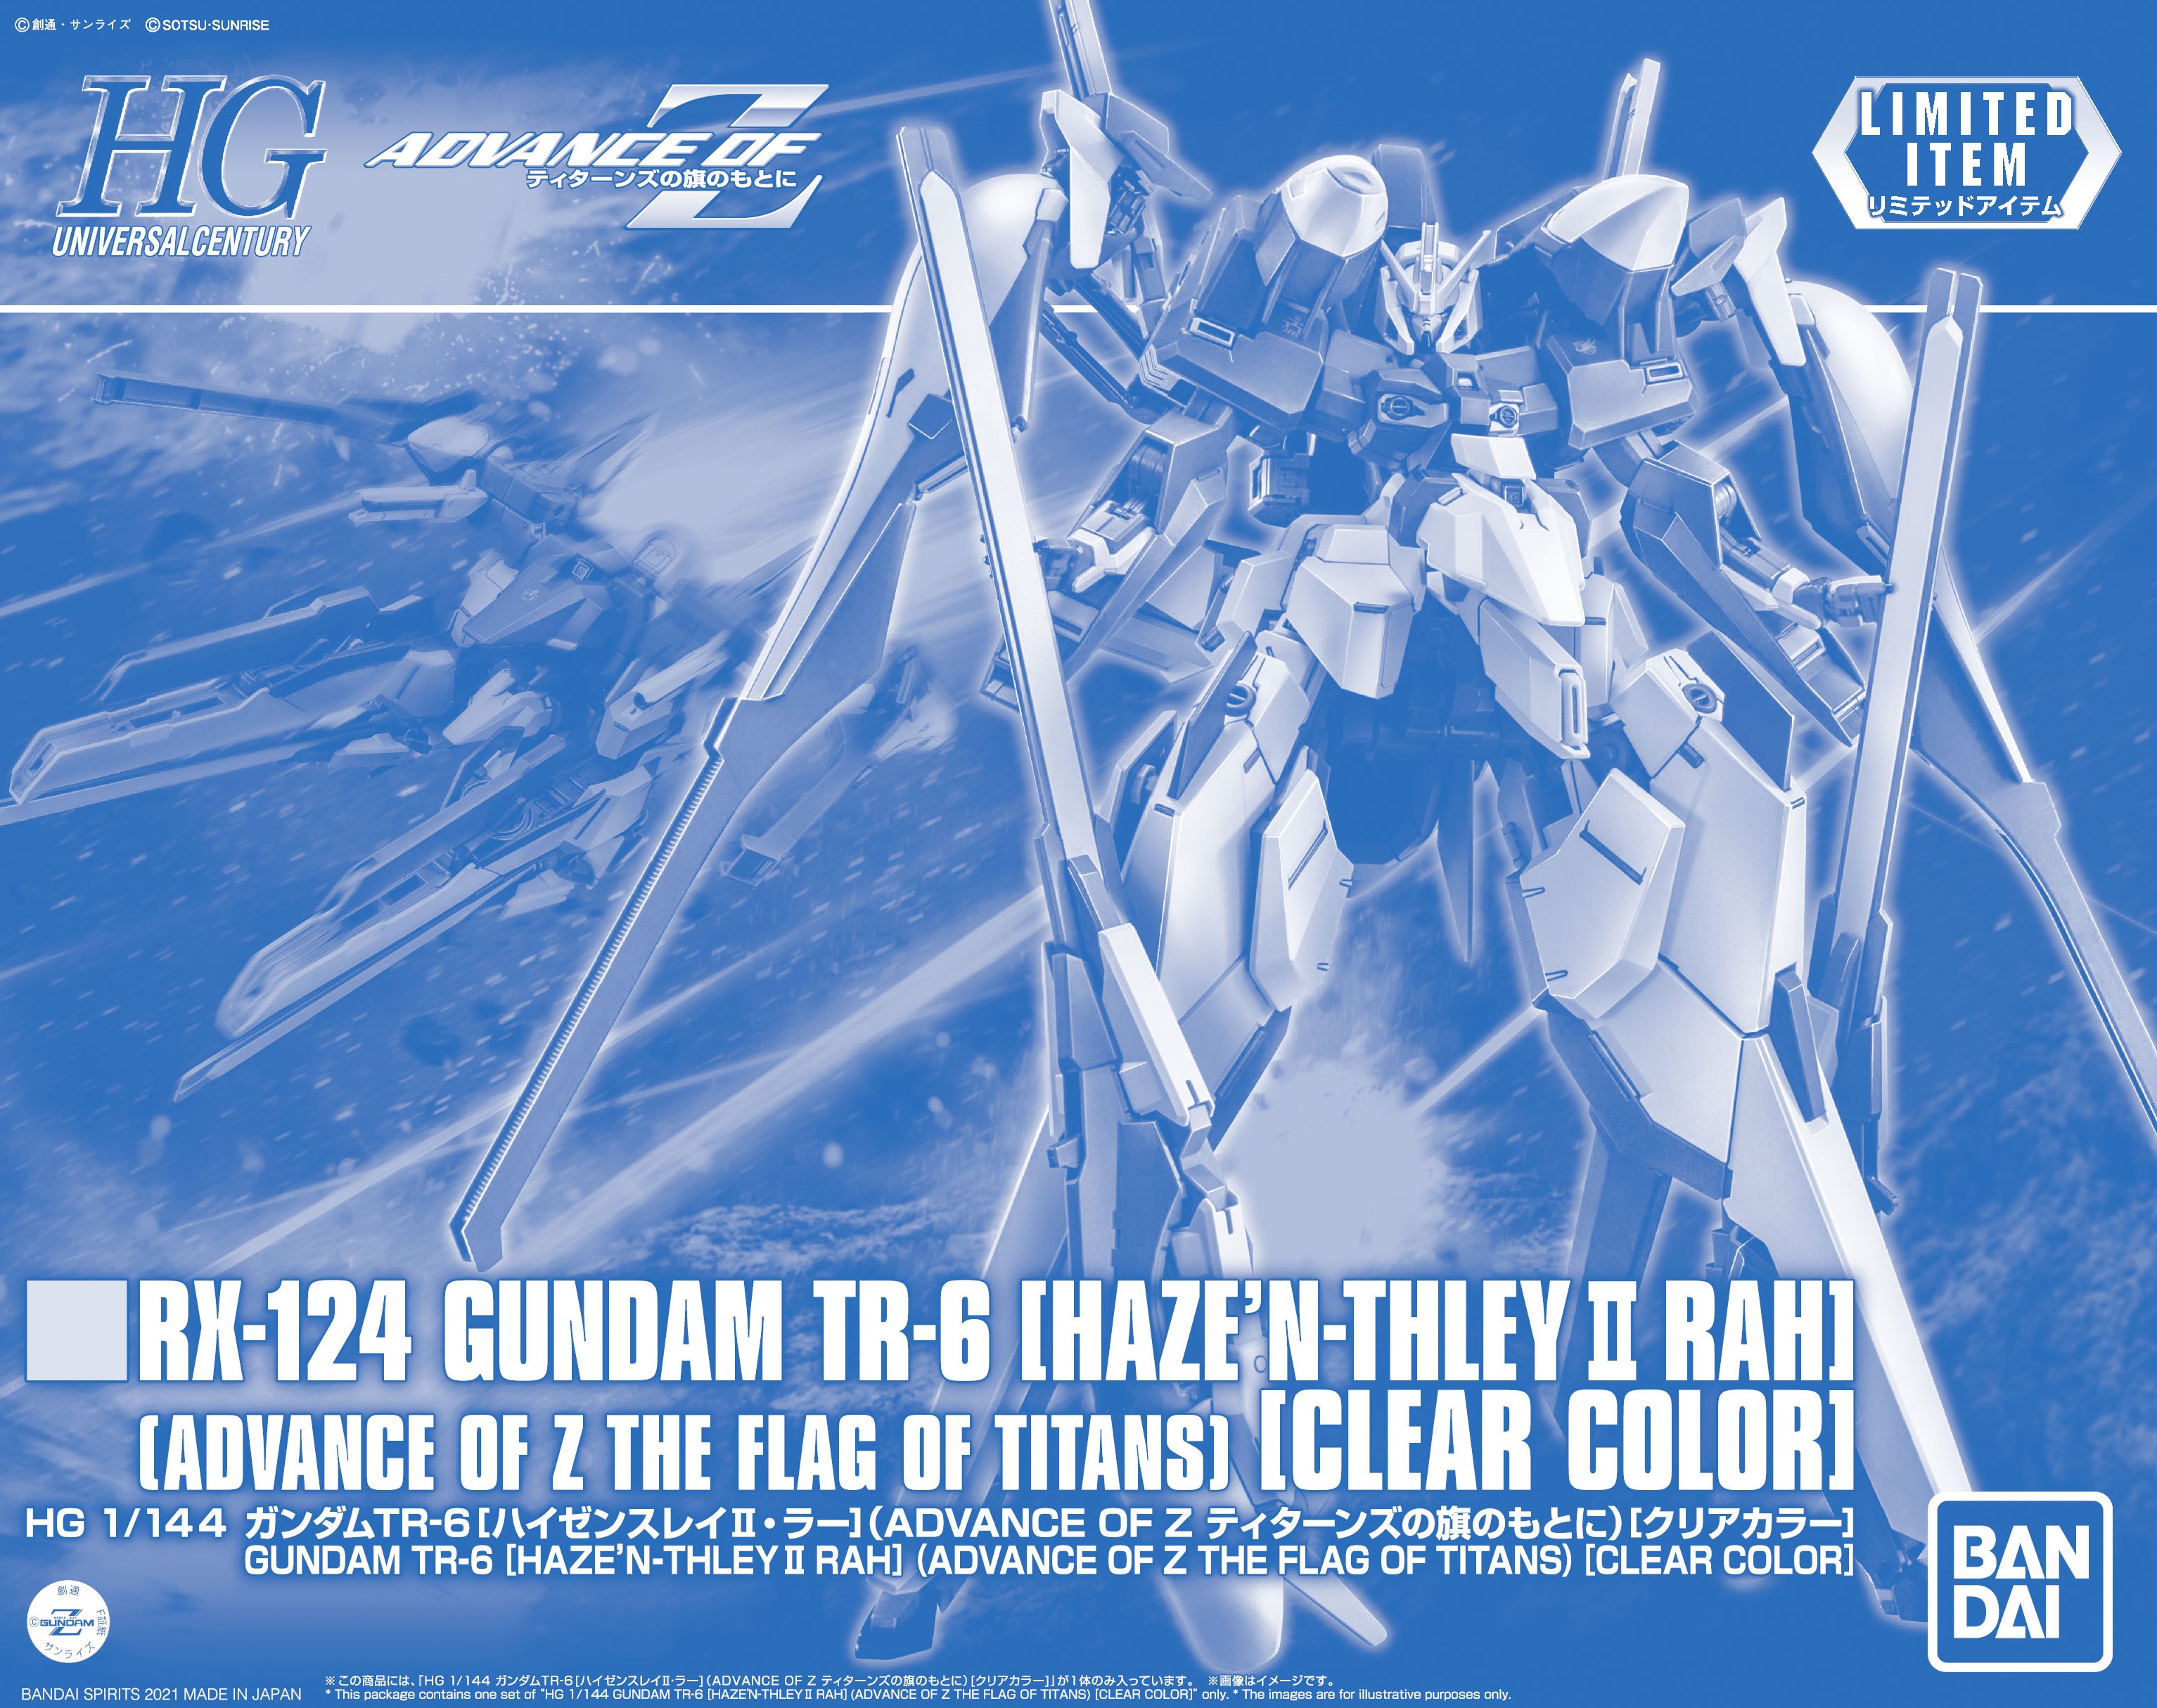 ©創通・サンライズ ©SOTSU・SUNRISE
HG
UNIVERSAL CENTURY
ADVANCE OF Z
ティターンズの旗のもとに
LIMITED
ITEM
リミテッドアイテム
RX-124 GUNDAM TR-6 [HAZE'N-THLEY Ⅱ RAH]
(ADVANCE OF Z THE FLAG OF TITANS) [CLEAR COLOR]
HG 1/144 ガンダムTR-6[ハイゼンスレイⅡ・ラー](ADVANCE OF Z ティターンズの旗のもとに)[クリアカラー]
GUNDAM TR-6 [HAZE'N-THLEY Ⅱ RAH] (ADVANCE OF Z THE FLAG OF TITANS) [CLEAR COLOR]
BAN
DAI
創通
©GUNDAM Z
サンライズ
BANDAI SPIRITS 2021 MADE IN JAPAN
※この商品には、「HG 1/144 ガンダムTR-6[ハイゼンスレイⅡ・ラー](ADVANCE OF Z ティターンズの旗のもとに)[クリアカラー]」が1体のみ入っています。 ※画像はイメージです。
* This package contains one set of "HG 1/144 GUNDAM TR-6 [HAZE'N-THLEY Ⅱ RAH] (ADVANCE OF Z THE FLAG OF TITANS) [CLEAR COLOR]" only. * The images are for illustrative purposes only.